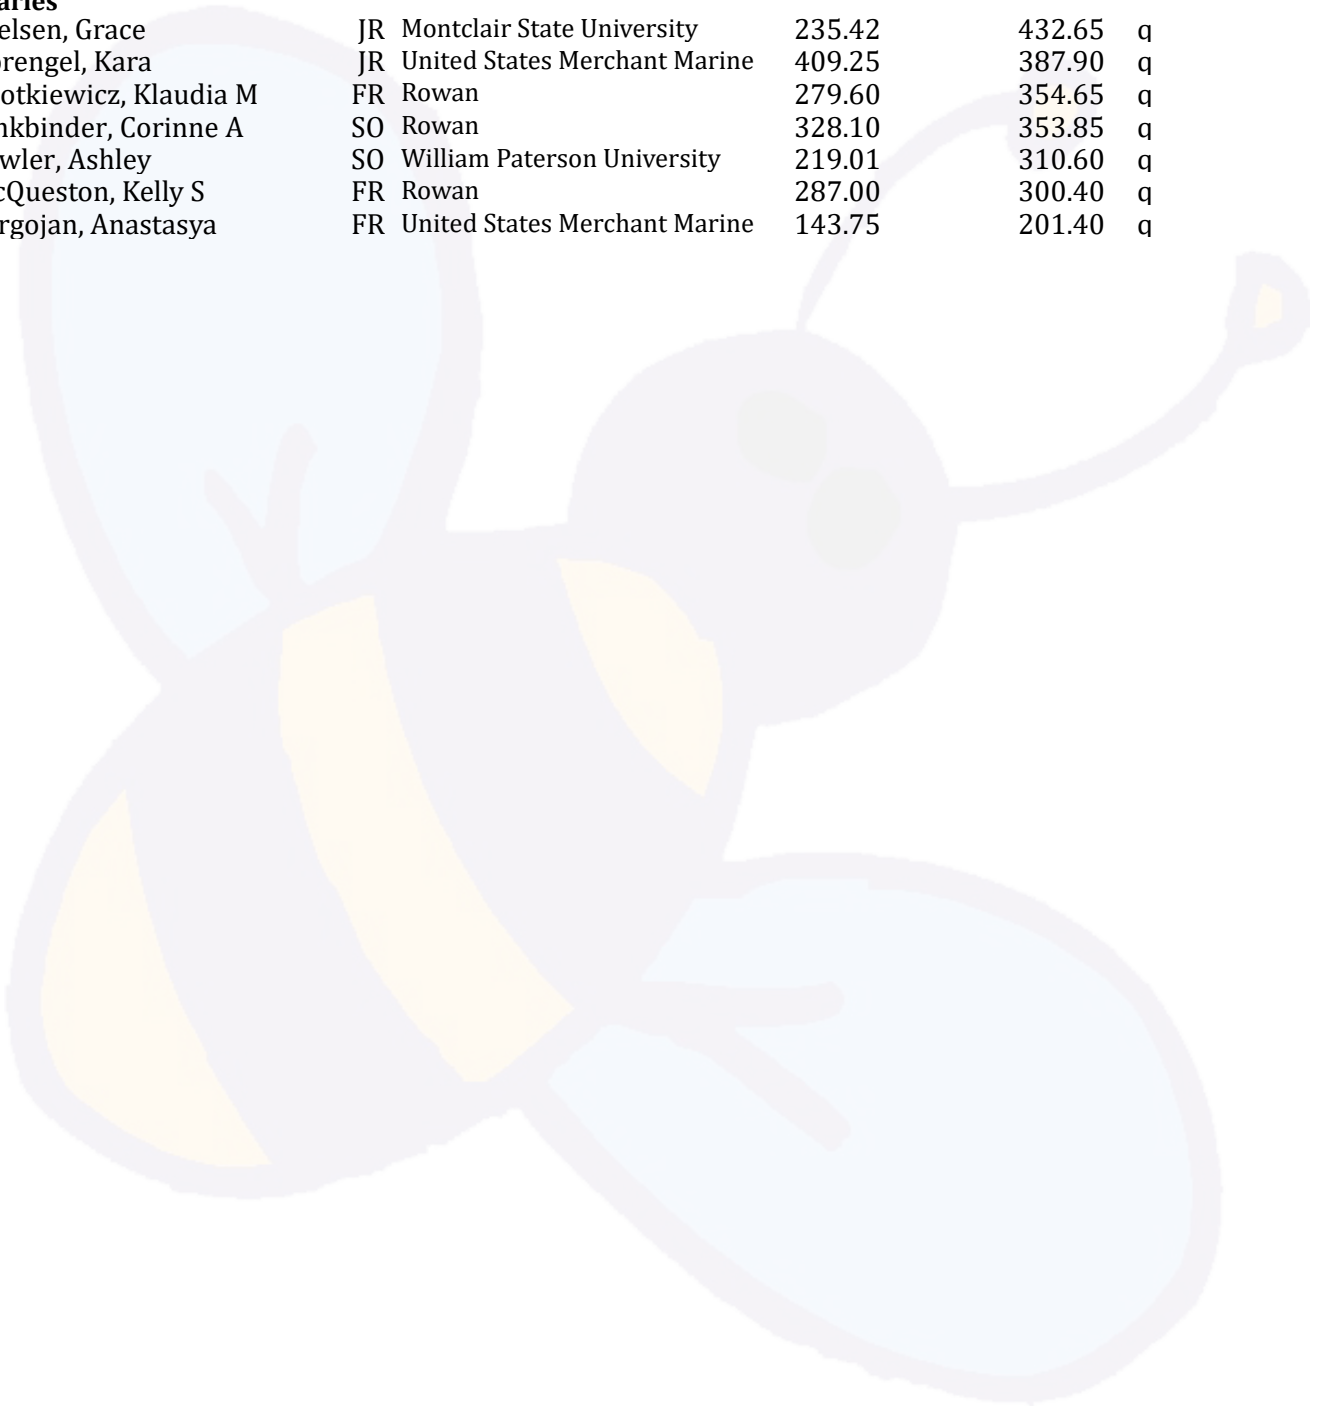 aries
elsen, Grace JR Montclair State University 235.42 432.65 q
orengel, Kara JR United States Merchant Marine 409.25 387.90 q
otkiewicz, Klaudia M FR Rowan 279.60 354.65 q
nkbinder, Corinne A SO Rowan 328.10 353.85 q
wler, Ashley SO William Paterson University 219.01 310.60 q
cQueston, Kelly S FR Rowan 287.00 300.40 q
rgojan, Anastasya FR United States Merchant Marine 143.75 201.40 q